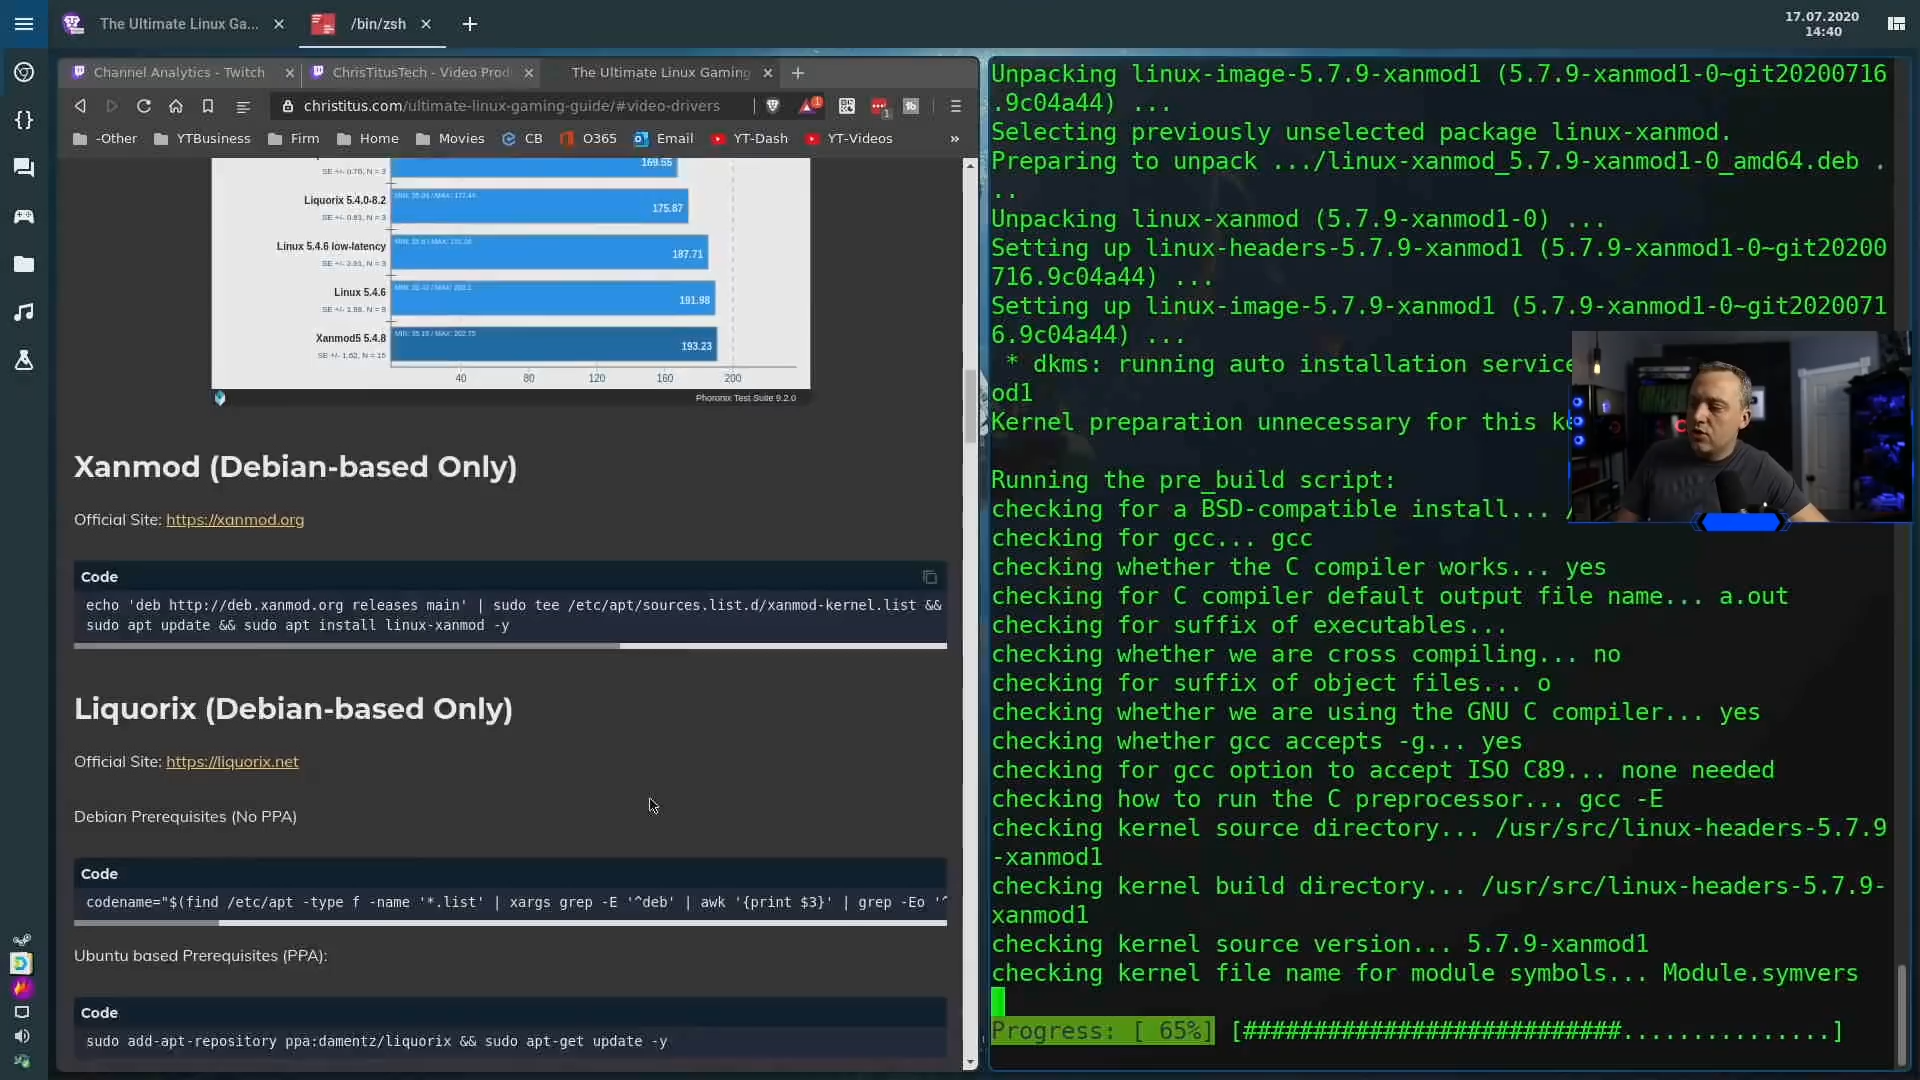 The Ultimate Linux Ga...
/bin/zsh
17.07.2020
14:40
Channel Analytics - Twitch
ChrisTitusTech - Video Prod
The Ultimate Linux Gaming
christitus.com/ultimate-linux-gaming-guide/#video-drivers
-Other
YTBusiness
Firm
Home
Movies
CB
O365
Email
YT-Dash
YT-Videos
»
169.55
SE +/- 0.76, N = 3
Liquorix 5.4.0-8.2
175.87
Linux 5.4.6 low-latency
187.71
Linux 5.4.6
191.98
Xanmod5 5.4.8
SE +/- 1.62, N = 15
193.23
40 80 120 160 200
Phoronix Test Suite 9.2.0
Xanmod (Debian-based Only)
Official Site: https://xanmod.org
Code
echo 'deb http://deb.xanmod.org releases main' | sudo tee /etc/apt/sources.list.d/xanmod-kernel.list &&
sudo apt update && sudo apt install linux-xanmod -y
Liquorix (Debian-based Only)
Official Site: https://liquorix.net
Debian Prerequisites (No PPA)
Code
codename="$(find /etc/apt -type f -name '*.list' | xargs grep -E '^deb' | awk '{print $3}' | grep -Eo '^
Ubuntu based Prerequisites (PPA):
Code
sudo add-apt-repository ppa:damentz/liquorix && sudo apt-get update -y
Unpacking linux-image-5.7.9-xanmod1 (5.7.9-xanmod1-0~git20200716
.9c04a44) ...
Selecting previously unselected package linux-xanmod.
Preparing to unpack .../linux-xanmod_5.7.9-xanmod1-0_amd64.deb .
..
Unpacking linux-xanmod (5.7.9-xanmod1-0) ...
Setting up linux-headers-5.7.9-xanmod1 (5.7.9-xanmod1-0~git20200
716.9c04a44) ...
Setting up linux-image-5.7.9-xanmod1 (5.7.9-xanmod1-0~git2020071
6.9c04a44) ...
* dkms: running auto installation service
od1
Kernel preparation unnecessary for this ke
Running the pre_build script:
checking for a BSD-compatible install... /
checking for gcc... gcc
checking whether the C compiler works... yes
checking for C compiler default output file name... a.out
checking for suffix of executables...
checking whether we are cross compiling... no
checking for suffix of object files... o
checking whether we are using the GNU C compiler... yes
checking whether gcc accepts -g... yes
checking for gcc option to accept ISO C89... none needed
checking how to run the C preprocessor... gcc -E
checking kernel source directory... /usr/src/linux-headers-5.7.9
-xanmod1
checking kernel build directory... /usr/src/linux-headers-5.7.9-
xanmod1
checking kernel source version... 5.7.9-xanmod1
checking kernel file name for module symbols... Module.symvers
Progress: [ 65%] [###########################...............]